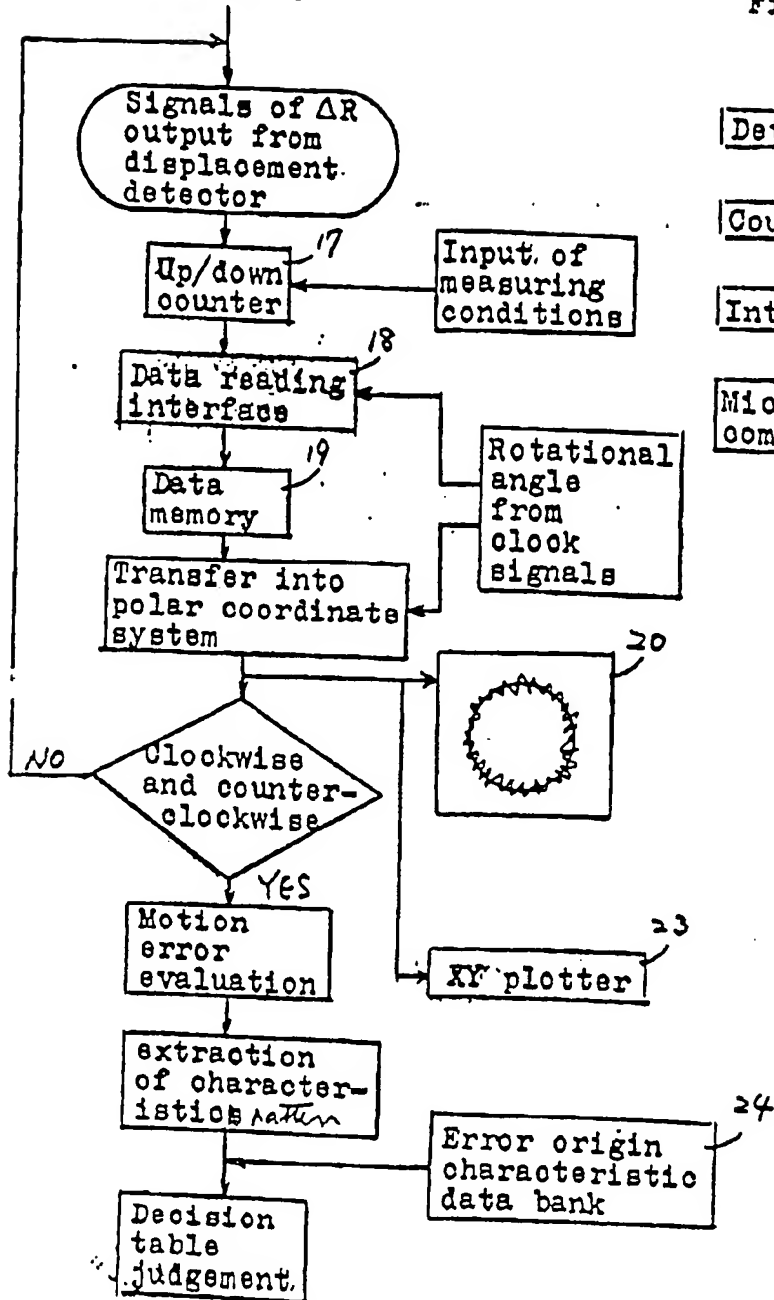 Signals of ΔR
output from
displacement.
detector
17
Up/down
counter
Input. of
measuring
conditions
18
Data reading
interface
19
Data
memory
Rotational
angle
from
clock
signals
Transfer into
polar coordinate
system
20
NO
Clockwise
and counter-
clockwise
YES
Motion
error
evaluation
23
XY plotter
extraction
of character-
istics
24
Error origin
characteristic
data bank
Decision
table
judgement.